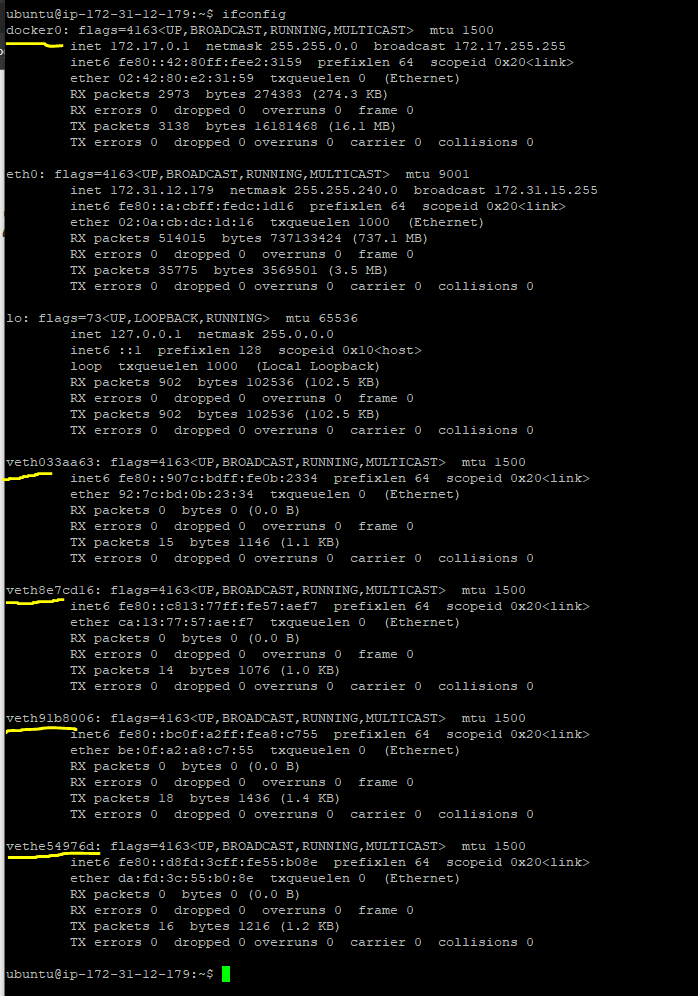 ubuntu@ip-172-31-12-179:~$ ifconfig
docker0: flags=4163<UP,BROADCAST,RUNNING,MULTICAST>  mtu 1500
        inet 172.17.0.1  netmask 255.255.0.0  broadcast 172.17.255.255
        inet6 fe80::42:80ff:fee2:3159  prefixlen 64  scopeid 0x20<link>
        ether 02:42:80:e2:31:59  txqueuelen 0  (Ethernet)
        RX packets 2973  bytes 274383 (274.3 KB)
        RX errors 0  dropped 0  overruns 0  frame 0
        TX packets 3138  bytes 16181468 (16.1 MB)
        TX errors 0  dropped 0 overruns 0  carrier 0  collisions 0

eth0: flags=4163<UP,BROADCAST,RUNNING,MULTICAST>  mtu 9001
        inet 172.31.12.179  netmask 255.255.240.0  broadcast 172.31.15.255
        inet6 fe80::a:cbff:fedc:1d16  prefixlen 64  scopeid 0x20<link>
        ether 02:0a:cb:dc:1d:16  txqueuelen 1000  (Ethernet)
        RX packets 514015  bytes 737133424 (737.1 MB)
        RX errors 0  dropped 0  overruns 0  frame 0
        TX packets 35775  bytes 3569501 (3.5 MB)
        TX errors 0  dropped 0 overruns 0  carrier 0  collisions 0

lo: flags=73<UP,LOOPBACK,RUNNING>  mtu 65536
        inet 127.0.0.1  netmask 255.0.0.0
        inet6 ::1  prefixlen 128  scopeid 0x10<host>
        loop  txqueuelen 1000  (Local Loopback)
        RX packets 902  bytes 102536 (102.5 KB)
        RX errors 0  dropped 0  overruns 0  frame 0
        TX packets 902  bytes 102536 (102.5 KB)
        TX errors 0  dropped 0 overruns 0  carrier 0  collisions 0

veth033aa63: flags=4163<UP,BROADCAST,RUNNING,MULTICAST>  mtu 1500
        inet6 fe80::907c:bdff:fe0b:2334  prefixlen 64  scopeid 0x20<link>
        ether 92:7c:bd:0b:23:34  txqueuelen 0  (Ethernet)
        RX packets 0  bytes 0 (0.0 B)
        RX errors 0  dropped 0  overruns 0  frame 0
        TX packets 15  bytes 1146 (1.1 KB)
        TX errors 0  dropped 0 overruns 0  carrier 0  collisions 0

veth8e7cd16: flags=4163<UP,BROADCAST,RUNNING,MULTICAST>  mtu 1500
        inet6 fe80::c813:77ff:fe57:aef7  prefixlen 64  scopeid 0x20<link>
        ether ca:13:77:57:ae:f7  txqueuelen 0  (Ethernet)
        RX packets 0  bytes 0 (0.0 B)
        RX errors 0  dropped 0  overruns 0  frame 0
        TX packets 14  bytes 1076 (1.0 KB)
        TX errors 0  dropped 0 overruns 0  carrier 0  collisions 0

veth91b8006: flags=4163<UP,BROADCAST,RUNNING,MULTICAST>  mtu 1500
        inet6 fe80::bc0f:a2ff:fea8:c755  prefixlen 64  scopeid 0x20<link>
        ether be:0f:a2:a8:c7:55  txqueuelen 0  (Ethernet)
        RX packets 0  bytes 0 (0.0 B)
        RX errors 0  dropped 0  overruns 0  frame 0
        TX packets 18  bytes 1436 (1.4 KB)
        TX errors 0  dropped 0 overruns 0  carrier 0  collisions 0

vethe54976d: flags=4163<UP,BROADCAST,RUNNING,MULTICAST>  mtu 1500
        inet6 fe80::d8fd:3cff:fe55:b08e  prefixlen 64  scopeid 0x20<link>
        ether da:fd:3c:55:b0:8e  txqueuelen 0  (Ethernet)
        RX packets 0  bytes 0 (0.0 B)
        RX errors 0  dropped 0  overruns 0  frame 0
        TX packets 16  bytes 1216 (1.2 KB)
        TX errors 0  dropped 0 overruns 0  carrier 0  collisions 0

ubuntu@ip-172-31-12-179:~$